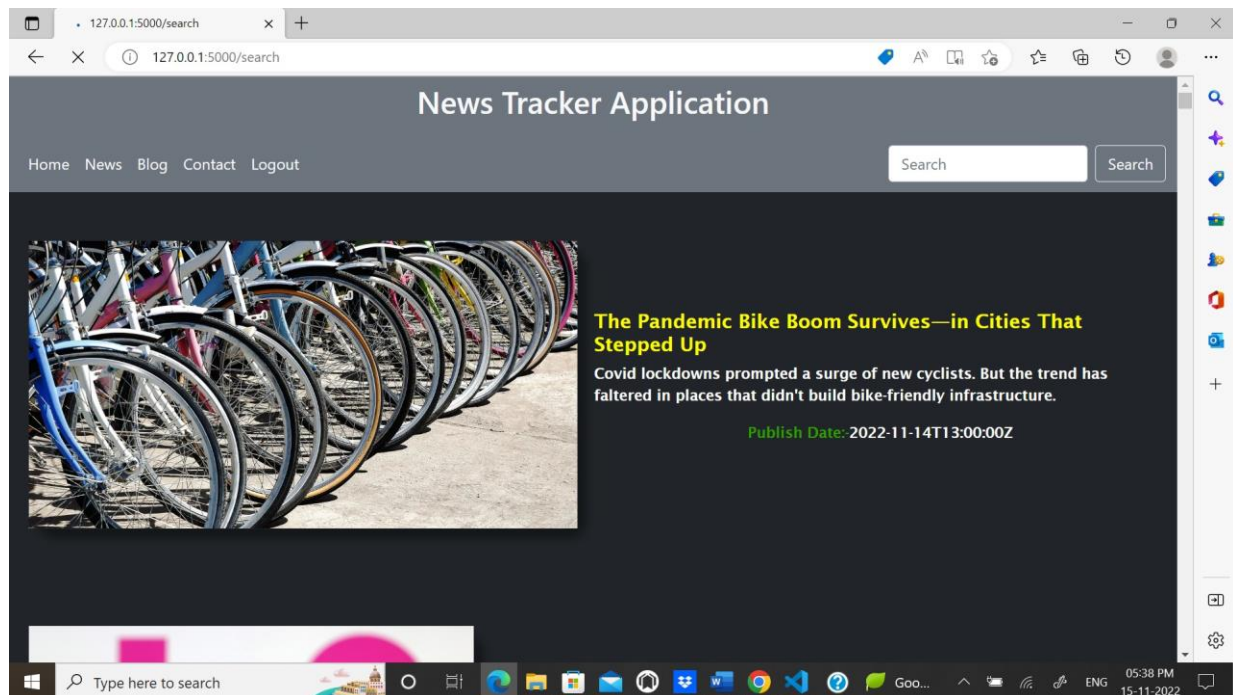 127.0.0.1:5000/search
127.0.0.1:5000/search
News Tracker Application
Home News Blog Contact Logout
Search
Search
The Pandemic Bike Boom Survives—in Cities That
Stepped Up
Covid lockdowns prompted a surge of new cyclists. But the trend has
faltered in places that didn't build bike-friendly infrastructure.
Publish Date:-2022-11-14T13:00:00Z
Type here to search
Goo...
ENG
05:38 PM
15-11-2022